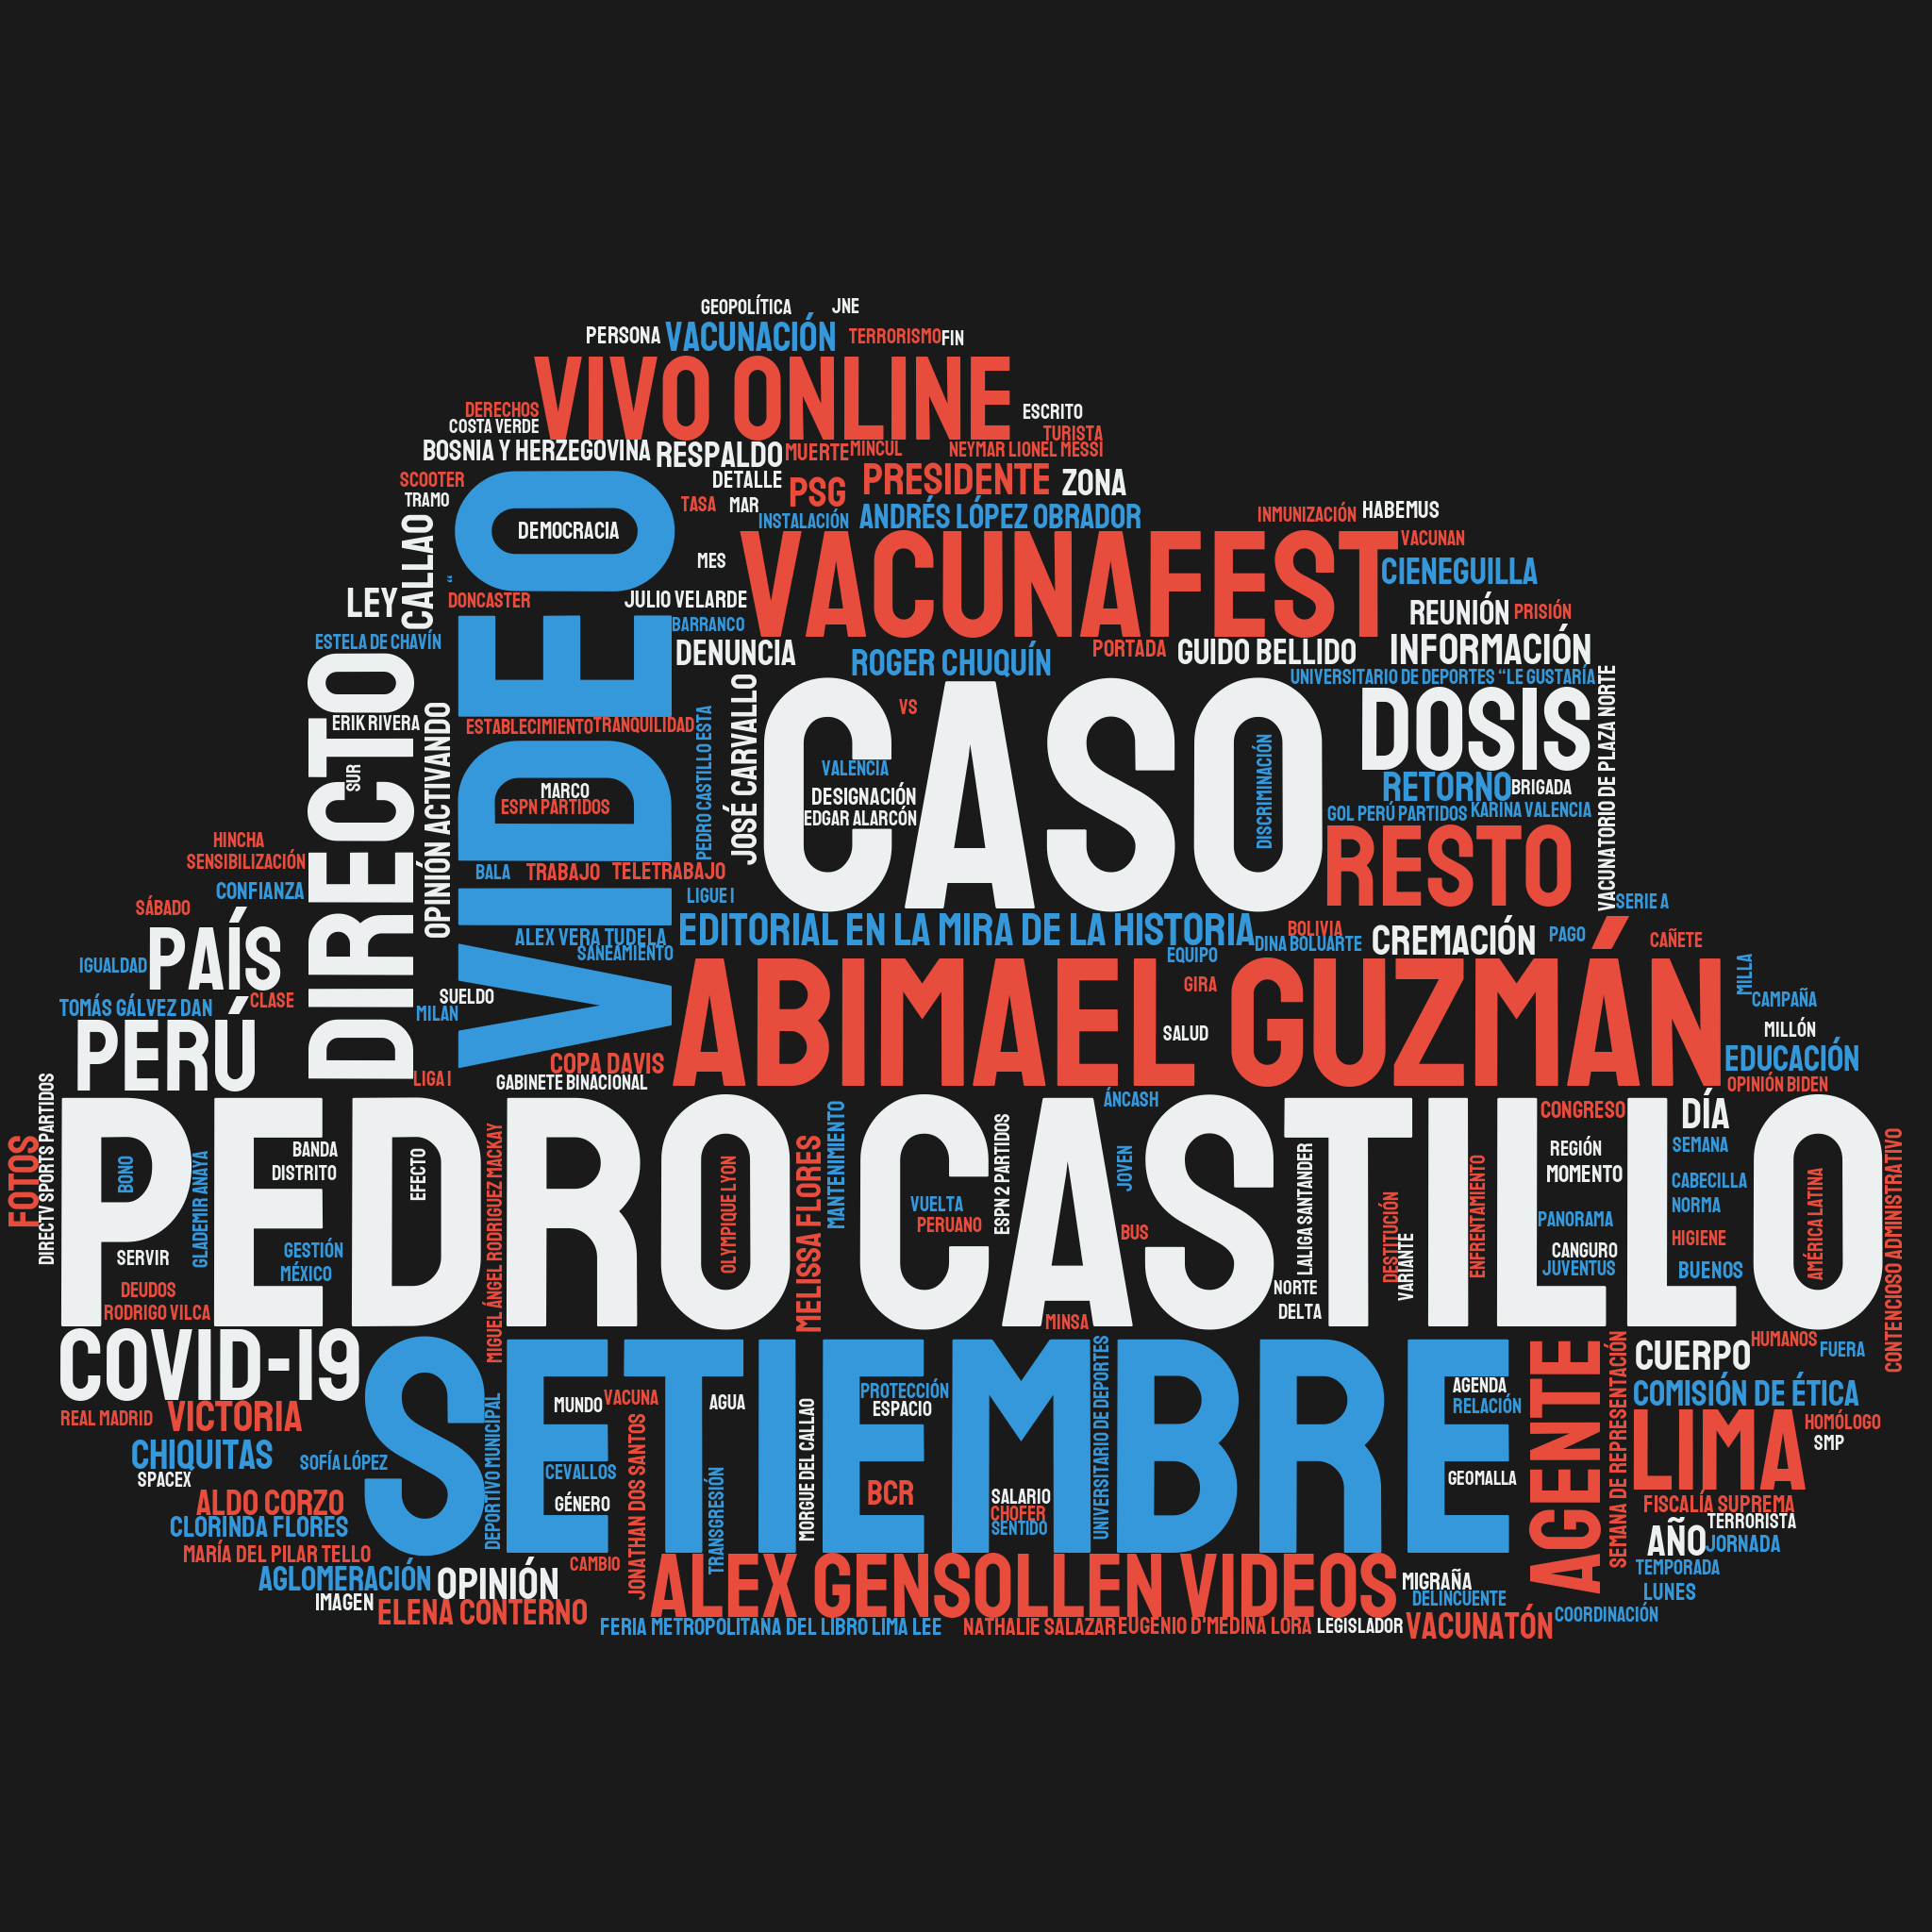 GEOPOLÍTICA
JNE
PERSONA
VACUNACIÓN
TERRORISMO
FIN
VIVO ONLINE
DERECHOS
COSTA VERDE
ESCRITO
TURISTA
BOSNIA Y HERZEGOVINA
RESPALDO
MUERTE
MINCUL
NEYMAR LIONEL MESSI
SCOOTER
TRAMO
DETALLE
PSG
PRESIDENTE
ZONA
TASA
MAR
INSTALACIÓN
ANDRÉS LÓPEZ OBRADOR
INMUNIZACIÓN
HABEMUS
CALLAO
VIDEO
DEMOCRACIA
MES
VACUNAFEST
VACUNAN
CIENEGUILLA
“
LEY
DONCASTER
JULIO VELARDE
REUNIÓN
PRISIÓN
BARRANCO
ESTELA DE CHAVÍN
DENUNCIA
ROGER CHUQUÍN
PORTADA
GUIDO BELLIDO
INFORMACIÓN
UNIVERSITARIO DE DEPORTES “LE GUSTARÍA
DIRECTO
ERIK RIVERA
SUR
OPINIÓN ACTIVANDO
ESTABLECIMIENTO
TRANQUILIDAD
PEDRO CASTILLO ESTA
JOSÉ CARVALLO
CASO
VS
VALENCIA
DESIGNACIÓN
EDGAR ALARCÓN
DISCRIMINACIÓN
DOSIS
VACUNATORIO DE PLAZA NORTE
RETORNO
BRIGADA
GOL PERÚ PARTIDOS
KARINA VALENCIA
MARCO
ESPN PARTIDOS
RESTO
HINCHA
SENSIBILIZACIÓN
CONFIANZA
BALA
TRABAJO
TELETRABAJO
LIGUE I
SERIE A
SÁBADO
PAÍS
ALEX VERA TUDELA
EDITORIAL EN LA MIRA DE LA HISTORIA
BOLIVIA
DINA BOLUARTE
CREMACIÓN
PAGO
CAÑETE
SANEAMIENTO
EQUIPO
IGUALDAD
CLASE
TOMÁS GÁLVEZ DAN
SUELDO
MILAN
ABIMAEL GUZMÁN
GIRA
SALUD
MILLA
CAMPAÑA
MILLÓN
PERÚ
LIGA I
COPA DAVIS
GABINETE BINACIONAL
EDUCACIÓN
OPINIÓN BIDEN
FOTOS
DIRECTV SPORTS PARTIDOS
PEDRO CASTILLO
ÁNCASH
CONGRESO
DÍA
BONO
GLADEMIR ANAYA
BANDA
DISTRITO
EFECTO
MIGUEL ÁNGEL RODRIGUEZ MACKAY
OLYMPIQUE LYON
MELISSA FLORES
MANTENIMIENTO
VUELTA
PERUANO
ESPN 2 PARTIDOS
JOVEN
BUS
LALIGA SANTANDER
DESTITUCIÓN
VARIANTE
ENFRENTAMIENTO
REGIÓN
MOMENTO
SEMANA
CABECILLA
NORMA
PANORAMA
HIGIENE
CANGURO
JUVENTUS
BUENOS
AMÉRICA LATINA
CONTENCIOSO ADMINISTRATIVO
SERVIR
GESTIÓN
MÉXICO
DEUDOS
RODRIGO VILCA
NORTE
DELTA
MINSA
COVID-19
SETIEMBRE
CUERPO
HUMANOS
FUERA
REAL MADRID
VICTORIA
CHIQUITAS
SOFÍA LÓPEZ
SPACEX
DEPORTIVO MUNICIPAL
MUNDO
VACUNA
AGUA
CEVALLOS
GÉNERO
JONATHAN DOS SANTOS
TRANSGRESIÓN
MORGUE DEL CALLAO
PROTECCIÓN
ESPACIO
BCR
SALARIO
CHOFER
SENTIDO
UNIVERSITARIO DE DEPORTES
AGENDA
RELACIÓN
GEOMALLA
AGENTE
SEMANA DE REPRESENTACIÓN
COMISIÓN DE ÉTICA
LIMA
HOMÓLOGO
SMP
ALDO CORZO
CLORINDA FLORES
MARÍA DEL PILAR TELLO
FISCALÍA SUPREMA
TERRORISTA
AÑO
JORNADA
AGLOMERACIÓN
OPINIÓN
CAMBIO
ALEX GENSOLLEN VIDEOS
MIGRAÑA
DELINCUENTE
TEMPORADA
LUNES
IMAGEN
ELENA CONTERNO
FERIA METROPOLITANA DEL LIBRO LIMA LEE
NATHALIE SALAZAR
EUGENIO D'MEDINA LORA
LEGISLADOR
VACUNATÓN
COORDINACIÓN